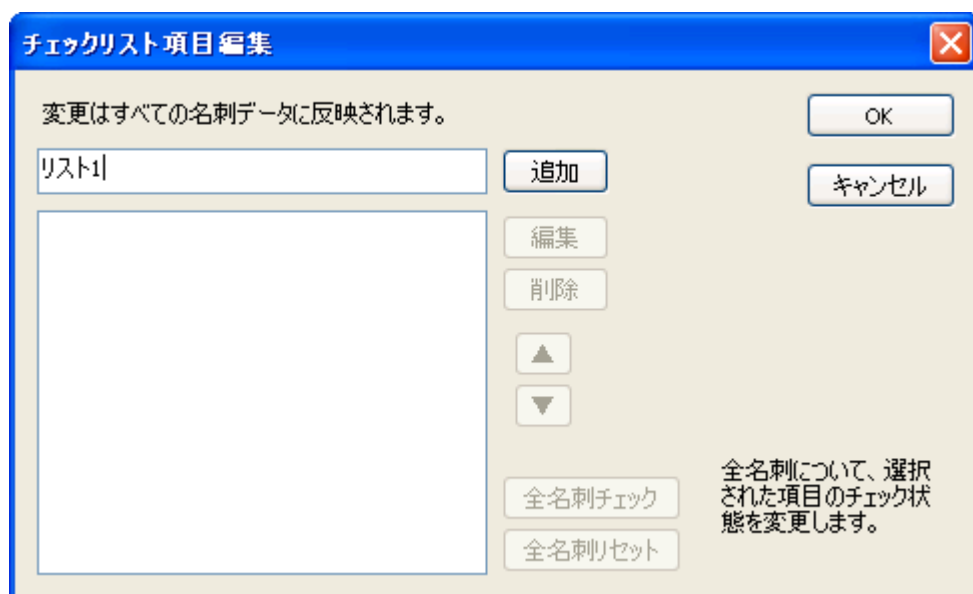 チェックリスト項目編集
変更はすべての名刺データに反映されます。
OK
リスト1
追加
キャンセル
編集
削除
▲
▼
全名刺チェック
全名刺リセット
全名刺について、選択
された項目のチェック状
態を変更します。